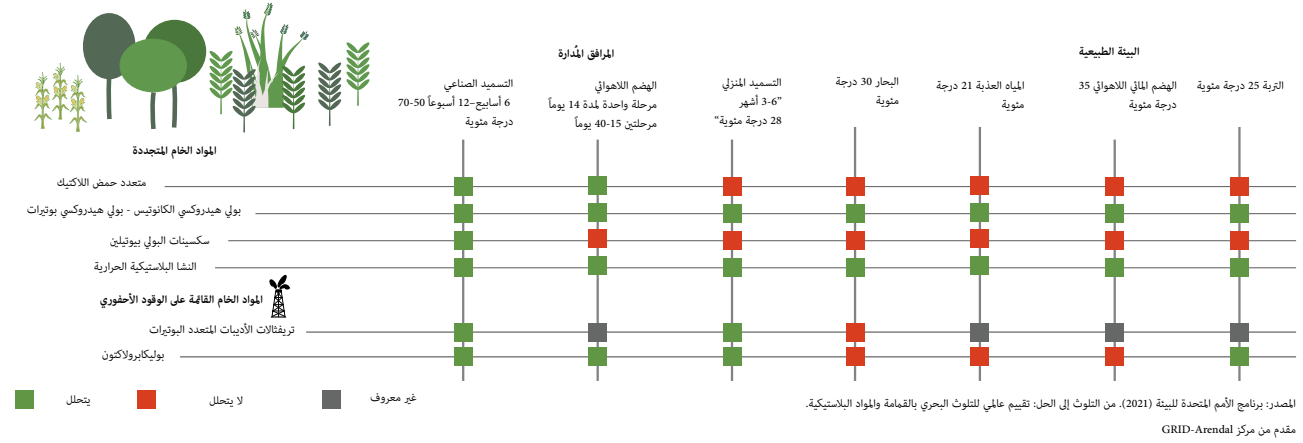 المرافق المُدارة
البيئة الطبيعية
التسميد الصناعي
6 أسابيع–12 أسبوعاً 50-70
درجة مئوية
الهضم اللاهوائي
مرحلة واحدة لمدة 14 يوماً
مرحلتين 15-40 يوماً
التسميد المنزلي
”3-6 أشهر
28 درجة مئوية“
البحار 30 درجة
مئوية
المياه العذبة 21 درجة
مئوية
الهضم المائي اللاهوائي 35
درجة مئوية
التربة 25 درجة مئوية
المواد الخام المتجددة
متعدد حمض اللاكتيك
بولي هيدروكسي الكانوتيس - بولي هيدروكسي بوتيرات
سكسينات البولي بيوتيلين
النشا البلاستيكية الحرارية
المواد الخام القائمة على الوقود الأحفوري
تريفثالات الأديبات المتعدد البوتيرات
بوليكابرولاكتون
يتحلل
لا يتحلل
غير معروف
المصدر: برنامج الأمم المتحدة للبيئة (2021). من التلوث إلى الحل: تقييم عالمي للتلوث البحري بالقمامة والمواد البلاستيكية.
مقدم من مركز GRID-Arendal